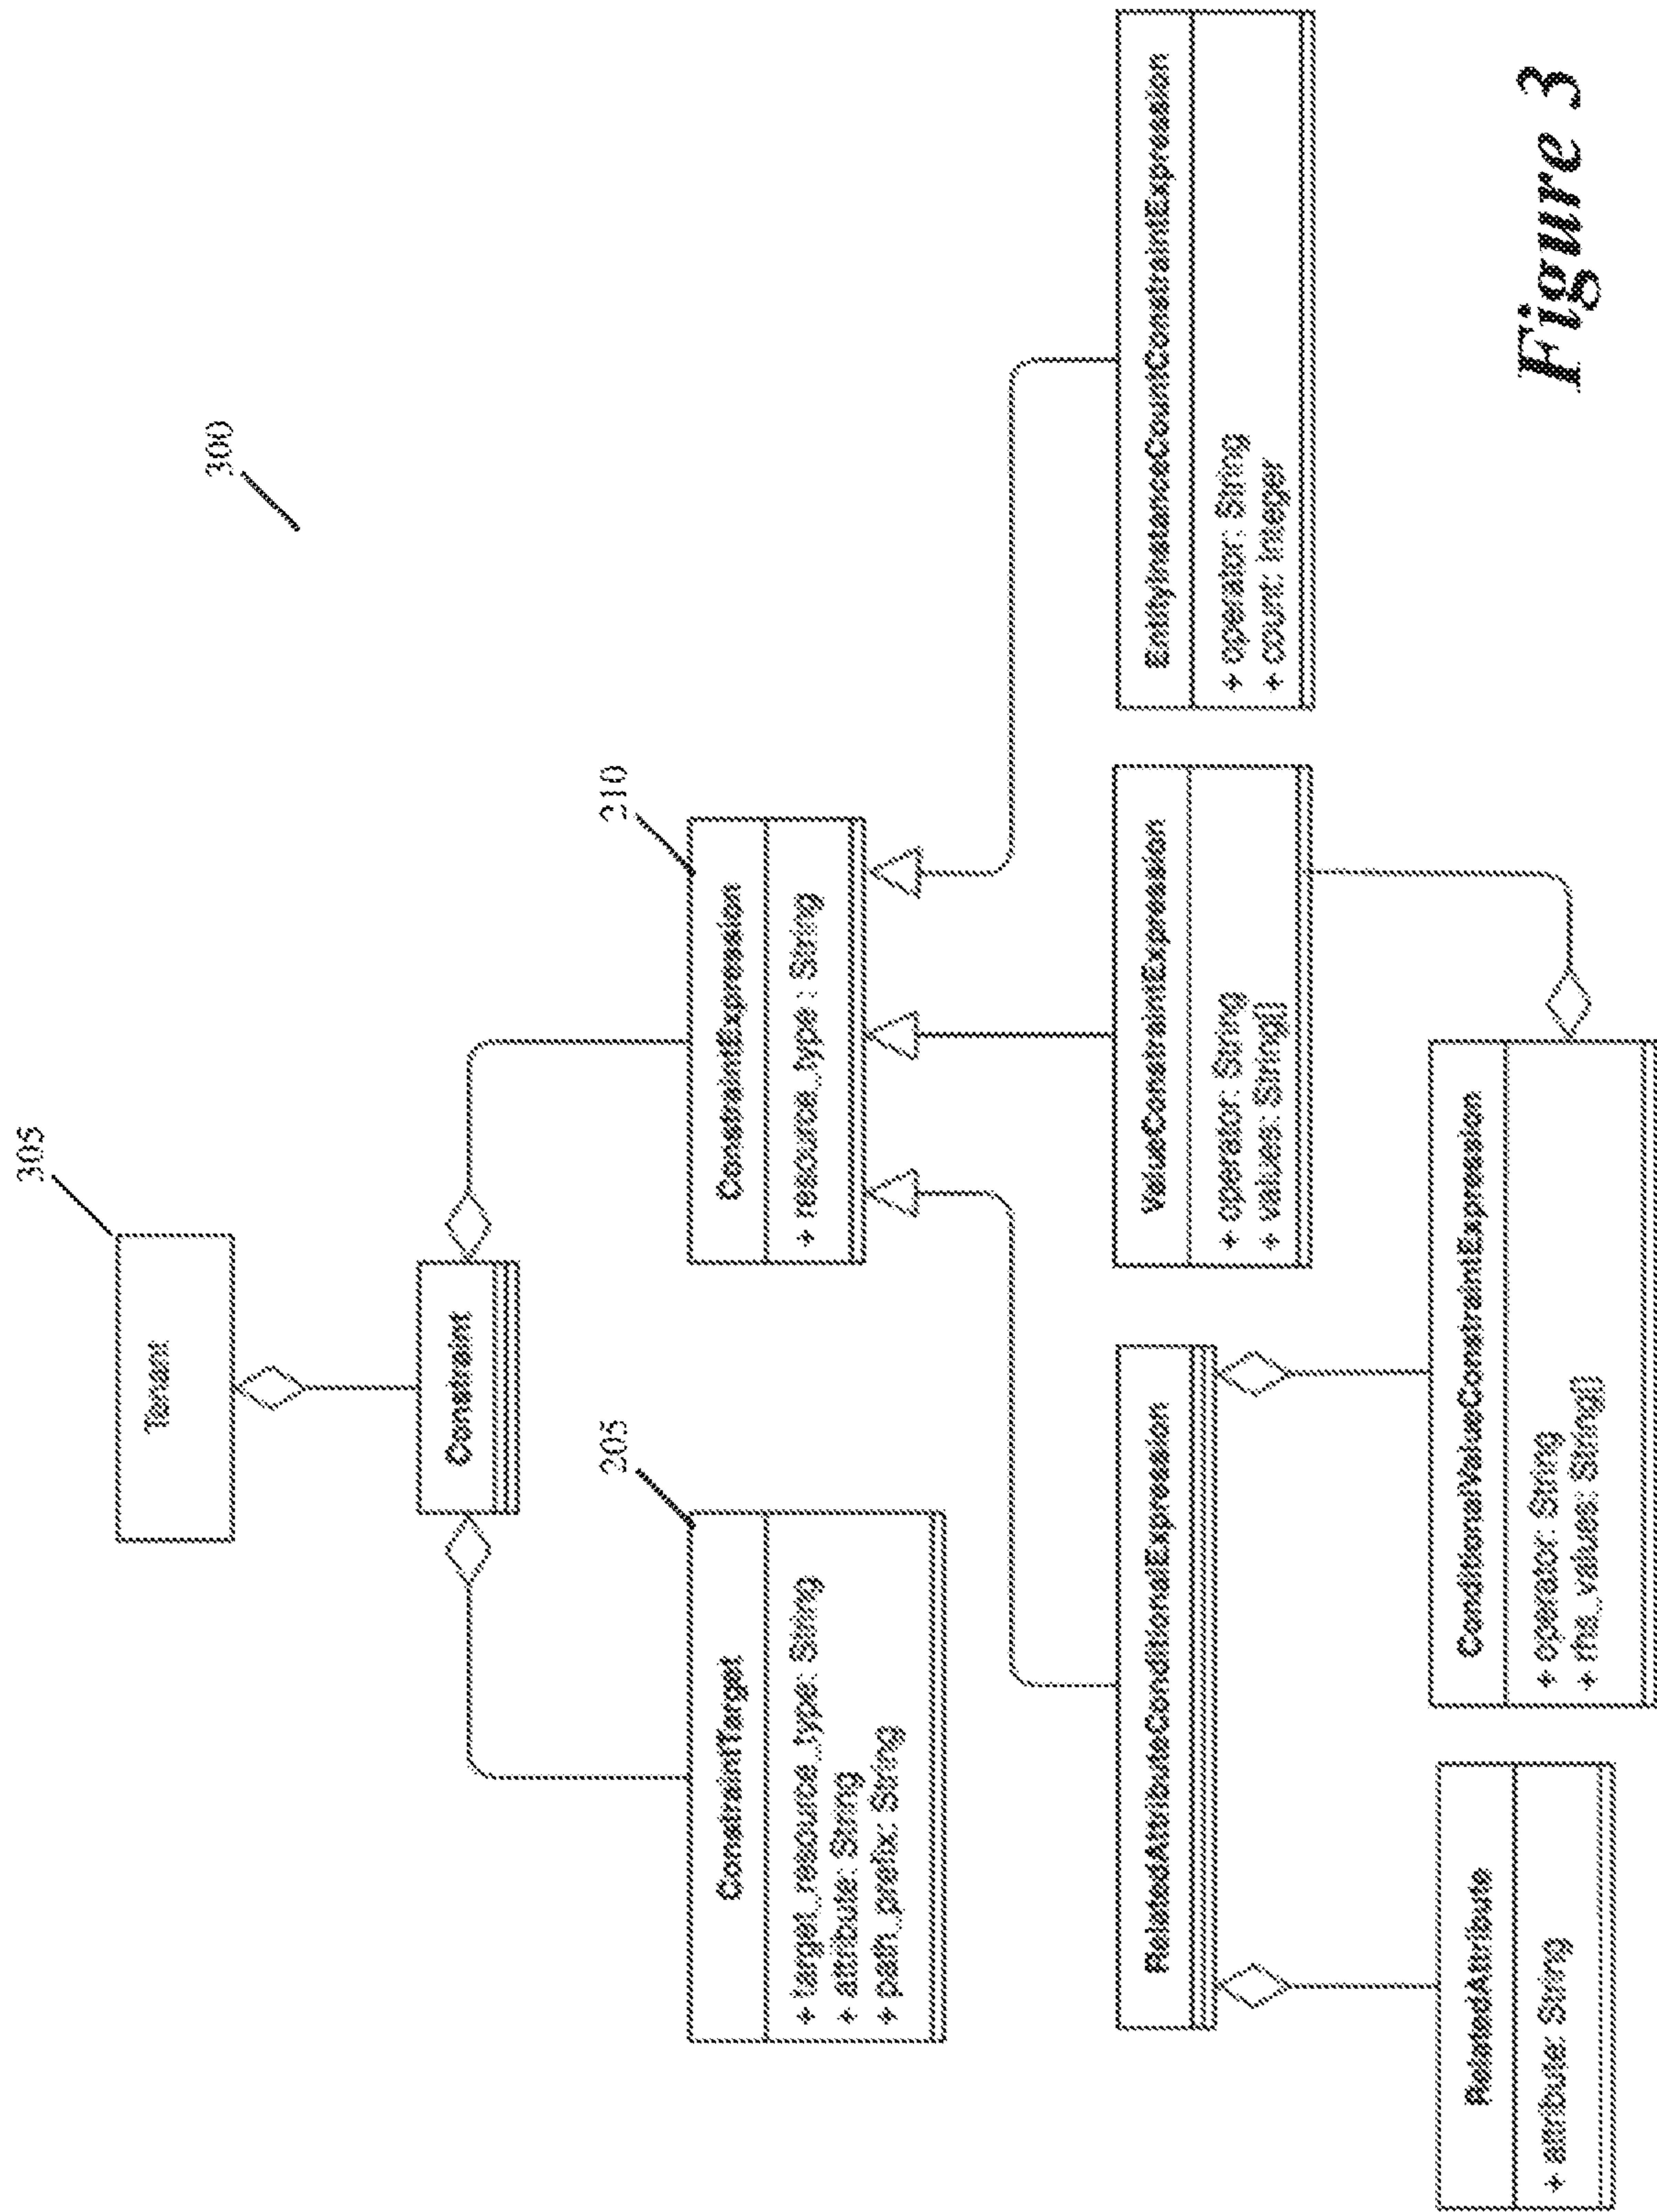 300
305
Tenant
Constraint
205
ConstraintTarget
+ target_resource_type: String
+ attribute: String
+ path_prefix: String
210
ConstraintExpression
+ resource_type : String
RelatedAttributeConditionalExpression
ValueConstraintExpression
+ operator: String
+ values: String[]
EntityInstanceCountConstraintExpression
+ operator: String
+ count: Integer
RelatedAttribute
+ attribute: String
ConditionalValueConstraintExpression
+ operator: String
+ rhs_values: String[]
Figure 3